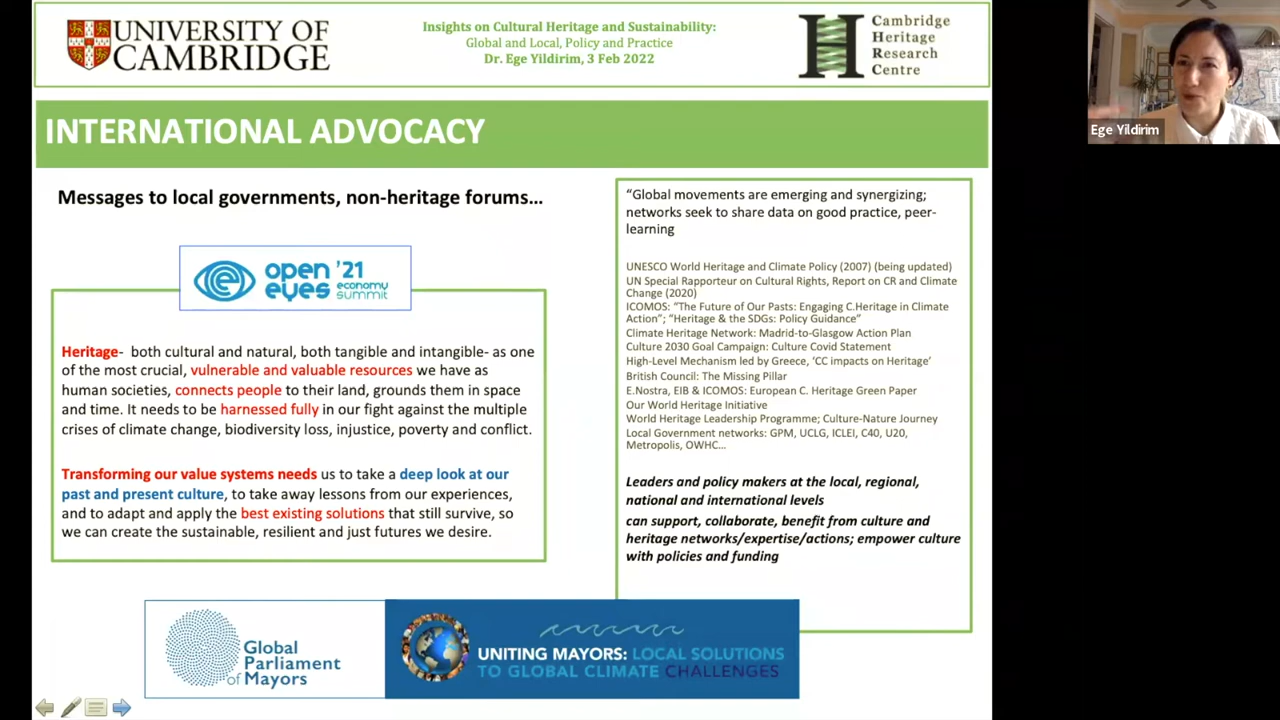 UNIVERSITY OF
CAMBRIDGE
Insights on Cultural Heritage and Sustainability:
Global and Local, Policy and Practice
Dr. Ege Yildirim, 3 Feb 2022
Cambridge
Heritage
Research
Centre
Ege Yildirim
INTERNATIONAL ADVOCACY
Messages to local governments, non-heritage forums…
open '21
eyes economy
summit
Heritage- both cultural and natural, both tangible and intangible- as one
of the most crucial, vulnerable and valuable resources we have as
human societies, connects people to their land, grounds them in space
and time. It needs to be harnessed fully in our fight against the multiple
crises of climate change, biodiversity loss, injustice, poverty and conflict.
Transforming our value systems needs us to take a deep look at our
past and present culture, to take away lessons from our experiences,
and to adapt and apply the best existing solutions that still survive, so
we can create the sustainable, resilient and just futures we desire.
“Global movements are emerging and synergizing;
networks seek to share data on good practice, peer-
learning
UNESCO World Heritage and Climate Policy (2007) (being updated)
UN Special Rapporteur on Cultural Rights, Report on CR and Climate
Change (2020)
ICOMOS: “The Future of Our Pasts: Engaging C.Heritage in Climate
Action”; “Heritage & the SDGs: Policy Guidance”
Climate Heritage Network: Madrid-to-Glasgow Action Plan
Culture 2030 Goal Campaign: Culture Covid Statement
High-Level Mechanism led by Greece, ‘CC impacts on Heritage’
British Council: The Missing Pillar
E.Nostra, EIB & ICOMOS: European C. Heritage Green Paper
Our World Heritage Initiative
World Heritage Leadership Programme; Culture-Nature Journey
Local Government networks: GPM, UCLG, ICLEI, C40, U20,
Metropolis, OWHC…
Leaders and policy makers at the local, regional,
national and international levels
can support, collaborate, benefit from culture and
heritage networks/expertise/actions; empower culture
with policies and funding
Global
Parliament
of Mayors
UNITING MAYORS: LOCAL SOLUTIONS
TO GLOBAL CLIMATE CHALLENGES